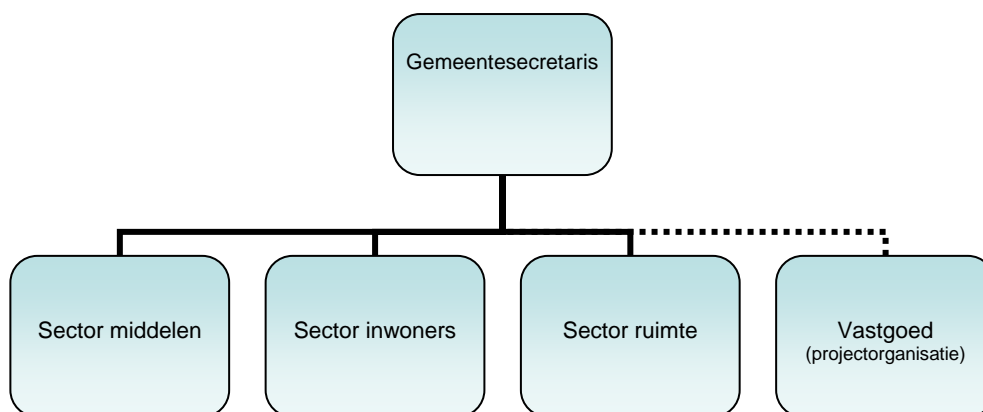 Gemeentesecretaris
Sector middelen
Sector inwoners
Sector ruimte
Vastgoed
(projectorganisatie)